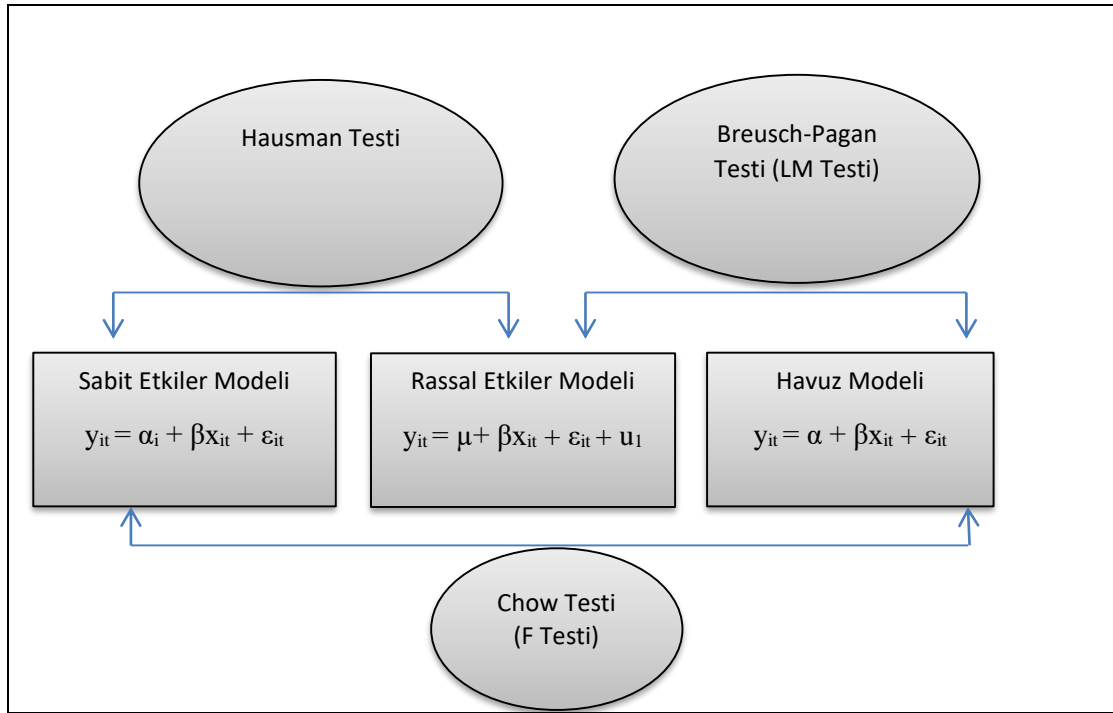 Hausman Testi
Breusch-Pagan
Testi (LM Testi)
Sabit Etkiler Modeli
yit = αi + βxit + εit
Rassal Etkiler Modeli
yit = μ+ βxit + εit + u1
Havuz Modeli
yit = α + βxit + εit
Chow Testi
(F Testi)